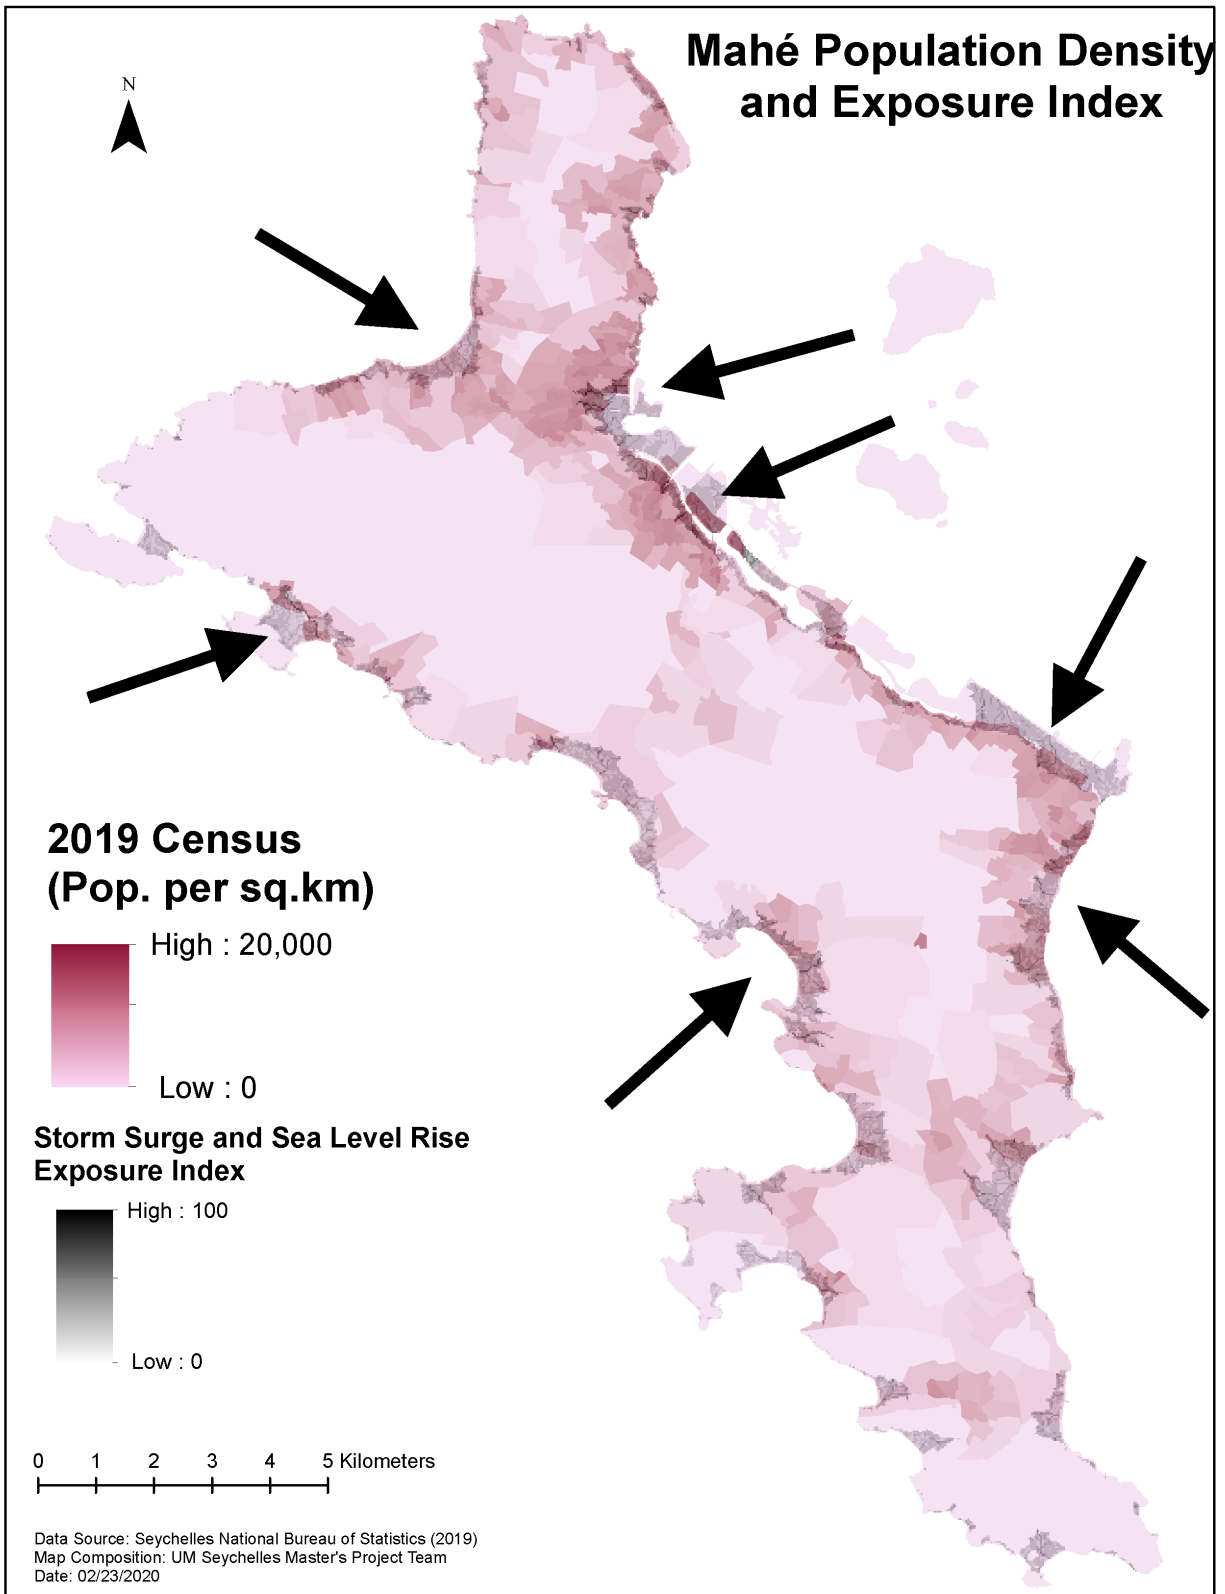 Mahé Population Density
and Exposure Index
N
2019 Census
(Pop. per sq.km)
High : 20,000
Low : 0
Storm Surge and Sea Level Rise
Exposure Index
High : 100
Low : 0
0 1 2 3 4 5 Kilometers
Data Source: Seychelles National Bureau of Statistics (2019)
Map Composition: UM Seychelles Master's Project Team
Date: 02/23/2020